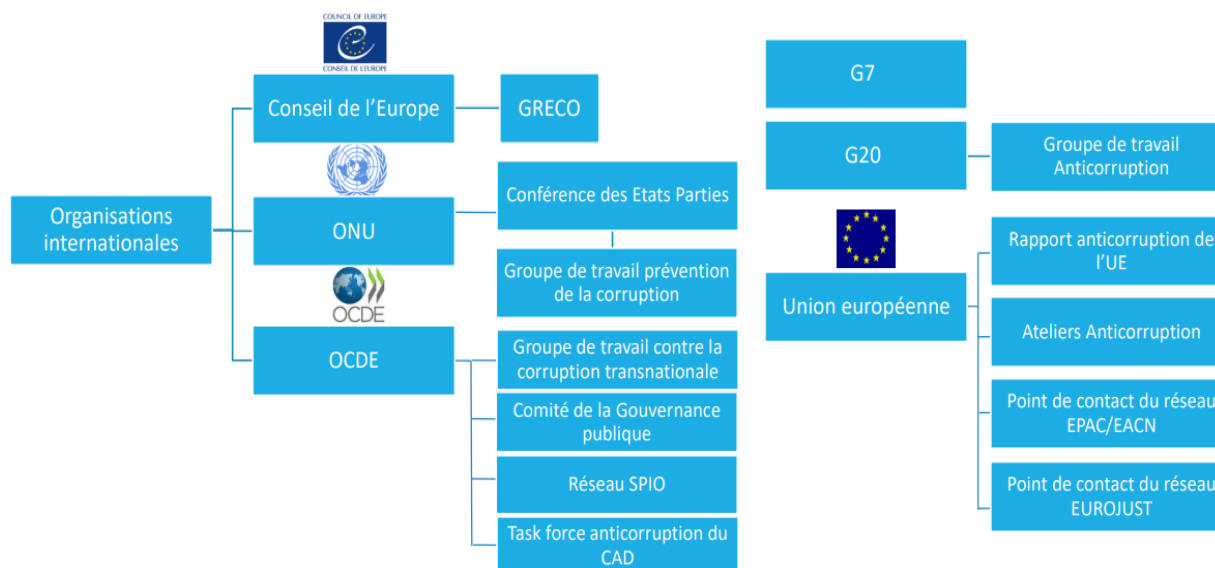 COUNCIL OF EUROPE
CONSEIL DE L'EUROPE
Organisations
internationales
Conseil de l'Europe
GRECO
ONU
Conférence des Etats Parties
Groupe de travail prévention
de la corruption
OCDE
OCDE
Groupe de travail contre la
corruption transnationale
Comité de la Gouvernance
publique
Réseau SPIO
Task force anticorruption du
CAD
G7
G20
Groupe de travail
Anticorruption
Union européenne
Rapport anticorruption de
l'UE
Ateliers Anticorruption
Point de contact du réseau
EPAC/EACN
Point de contact du réseau
EUROJUST